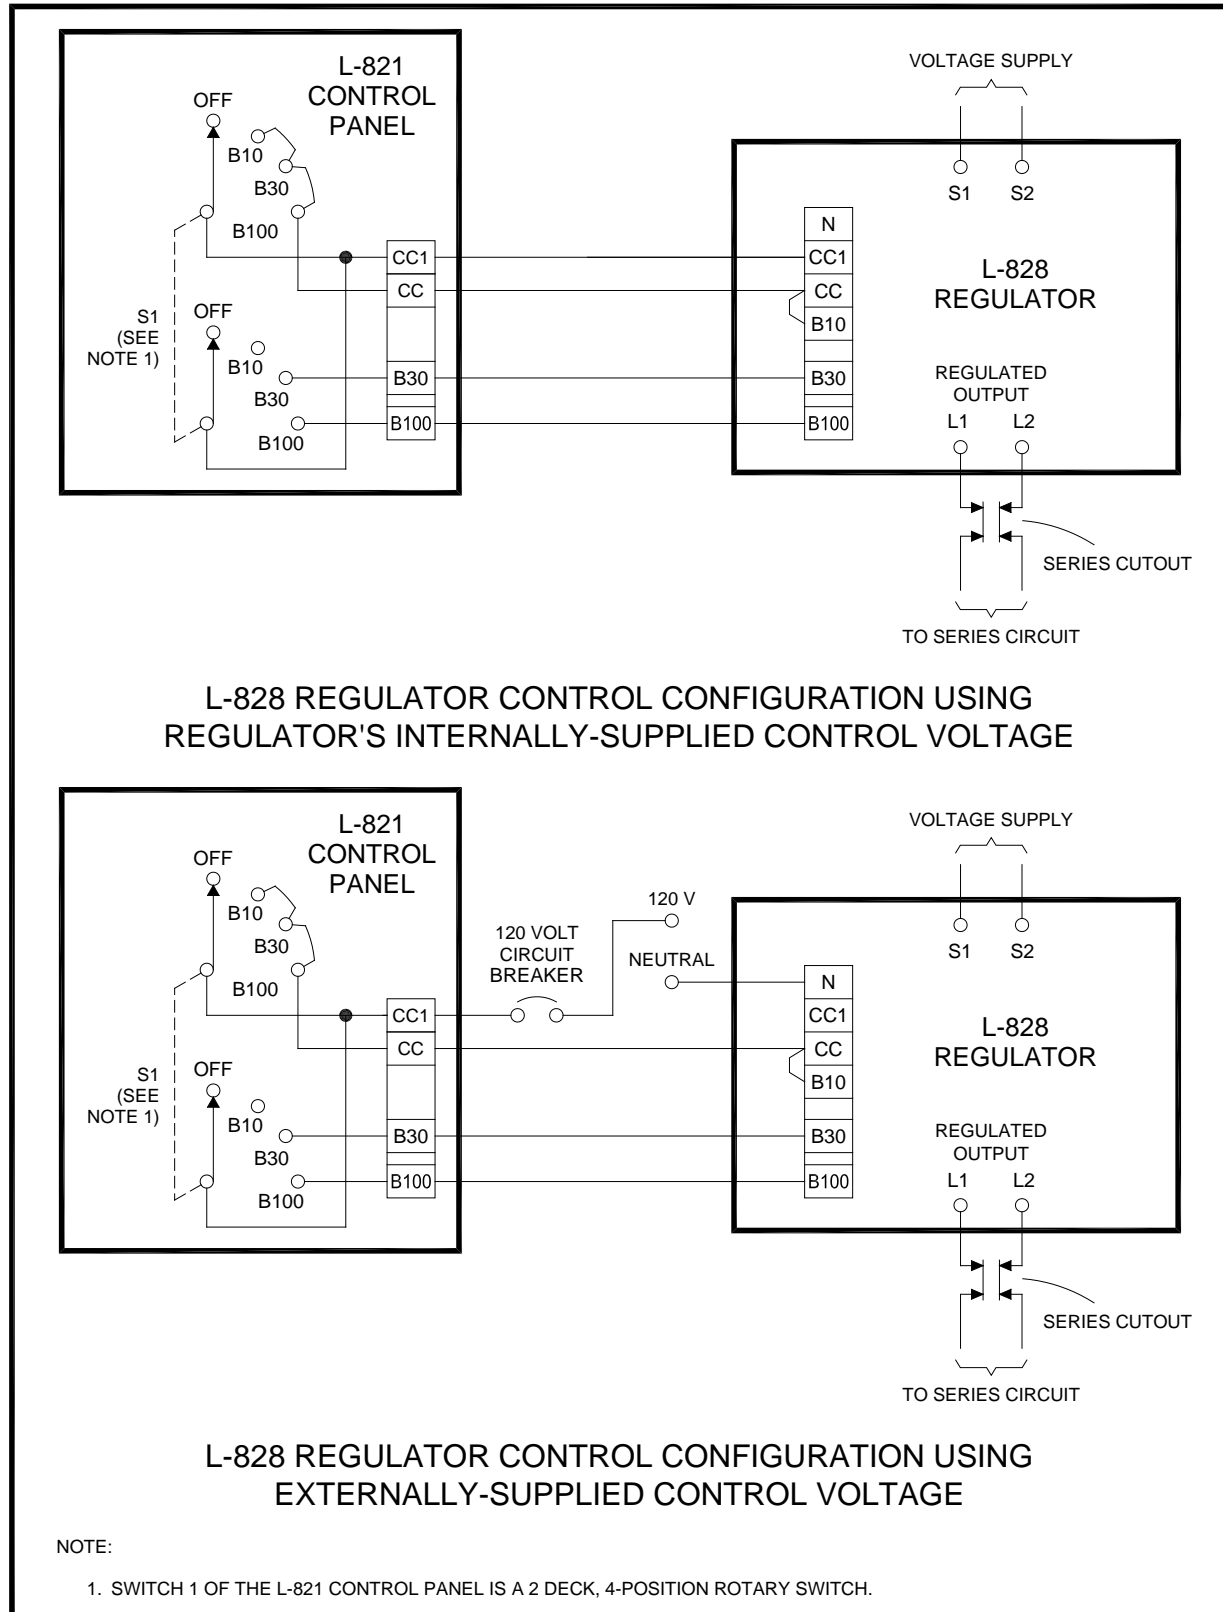 L-821
CONTROL
PANEL
OFF
B10
B30
B100
S1
(SEE
NOTE 1)
OFF
B10
B30
B100
CC1
CC
B30
B100
VOLTAGE SUPPLY
S1 S2
N
CC1
CC
B10
B30
B100
L-828
REGULATOR
REGULATED
OUTPUT
L1 L2
SERIES CUTOUT
TO SERIES CIRCUIT
L-828 REGULATOR CONTROL CONFIGURATION USING
REGULATOR'S INTERNALLY-SUPPLIED CONTROL VOLTAGE
L-821
CONTROL
PANEL
OFF
B10
B30
B100
S1
(SEE
NOTE 1)
OFF
B10
B30
B100
CC1
CC
B30
B100
120 VOLT
CIRCUIT
BREAKER
120 V
NEUTRAL
VOLTAGE SUPPLY
S1 S2
N
CC1
CC
B10
B30
B100
L-828
REGULATOR
REGULATED
OUTPUT
L1 L2
SERIES CUTOUT
TO SERIES CIRCUIT
L-828 REGULATOR CONTROL CONFIGURATION USING
EXTERNALLY-SUPPLIED CONTROL VOLTAGE
NOTE:
1. SWITCH 1 OF THE L-821 CONTROL PANEL IS A 2 DECK, 4-POSITION ROTARY SWITCH.